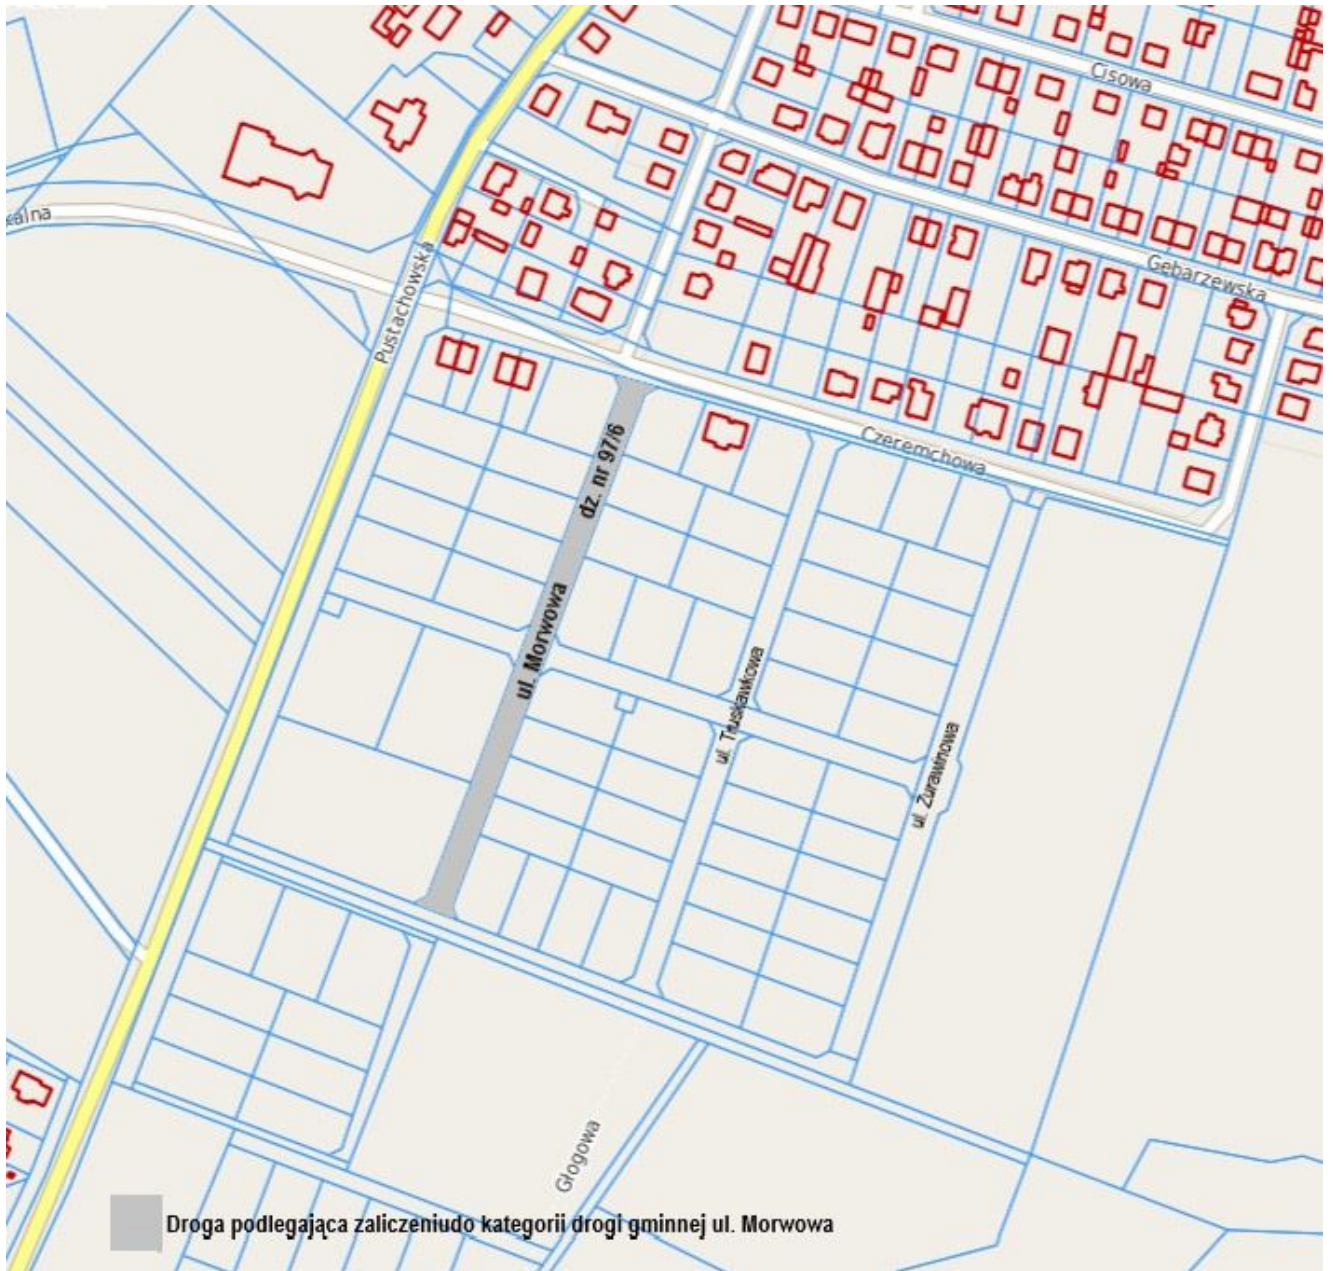 Cisowa
kalna
Pustachowska
Gębarzewska
Czeremchowa
dz. nr 97/6
ul. Morwowa
ul. Truskawkowa
ul. Żurawinowa
Głogowa
Droga podlegająca zaliczeniudo kategorii drogi gminnej ul. Morwowa